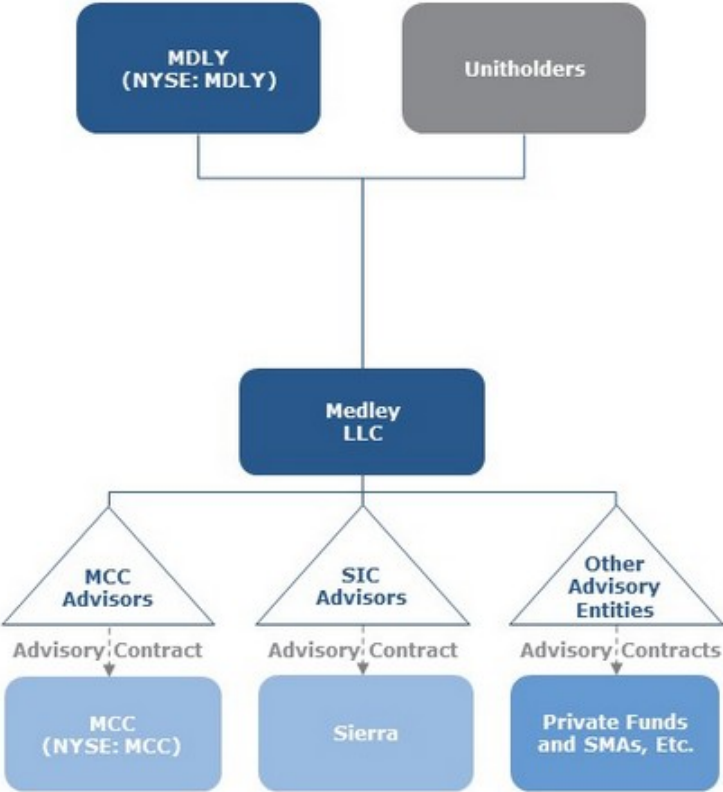 MDLY
(NYSE: MDLY)
Unitholders
Medley
LLC
MCC
Advisors
SIC
Advisors
Other
Advisory
Entities
Advisory Contract
Advisory Contract
Advisory Contracts
MCC
(NYSE: MCC)
Sierra
Private Funds
and SMAs, Etc.